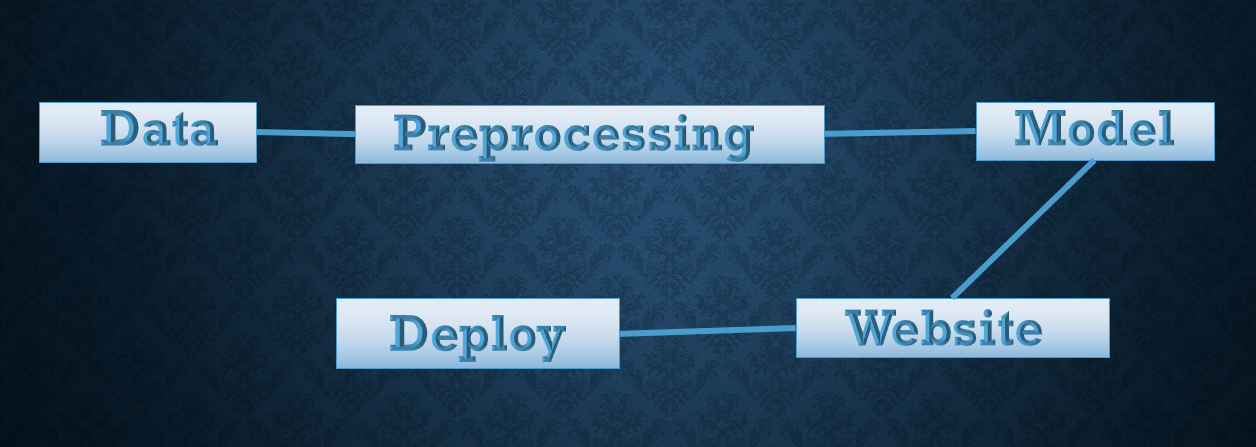 Data
Preprocessing
Model
Deploy
Website